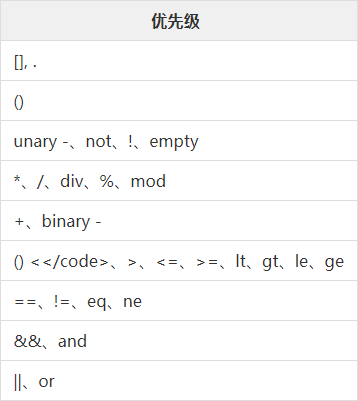 优先级
[], .
()
unary -、not、!、empty
*、/、div、%、mod
+、binary -
() <</code>、>、<=、>=、lt、gt、le、ge
==、!=、eq、ne
&&、and
||、or